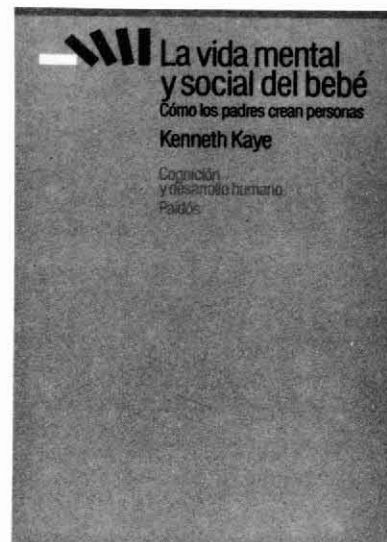 La vida mental
y social del bebé
Cómo los padres crean personas
Kenneth Kaye
Cognición
y desarrollo humano
Paidós